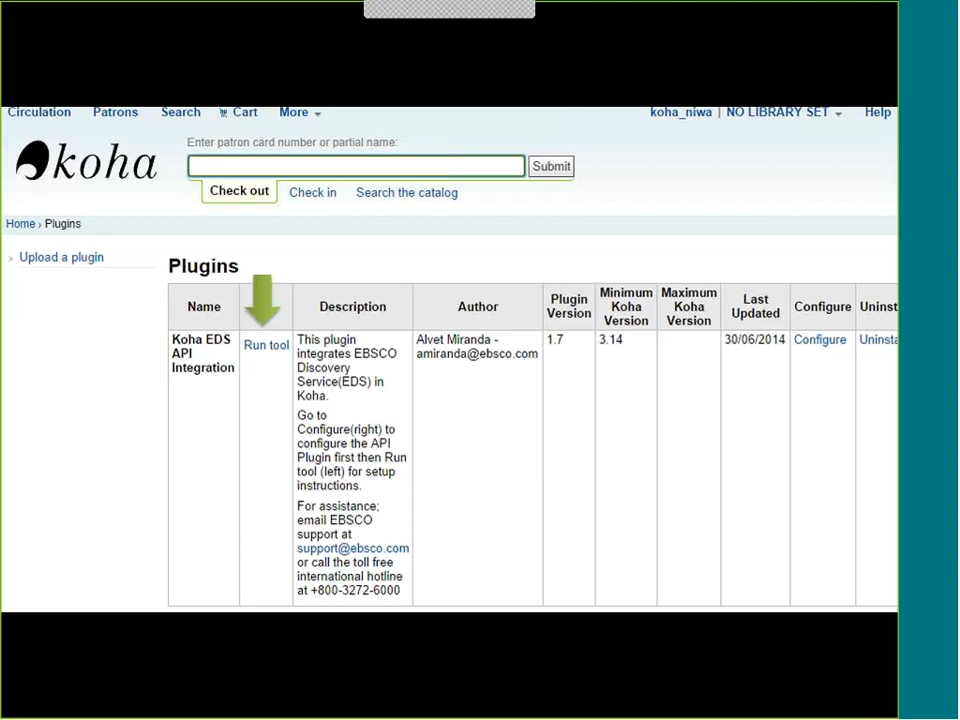 Circulation Patrons Search Cart More koha_niwa | NO LIBRARY SET Help
koha
Enter patron card number or partial name:
Submit
Check out Check in Search the catalog
Home › Plugins
› Upload a plugin
Plugins
Name Description Author Plugin Version Minimum Koha Version Maximum Koha Version Last Updated Configure Uninst
Koha EDS
API
Integration
Run tool
This plugin
integrates EBSCO
Discovery
Service(EDS) in
Koha.
Go to
Configure(right) to
configure the API
Plugin first then Run
tool (left) for setup
instructions.
For assistance;
email EBSCO
support at
support@ebsco.com
or call the toll free
international hotline
at +800-3272-6000
Alvet Miranda -
amiranda@ebsco.com
1.7
3.14
30/06/2014
Configure
Uninsta